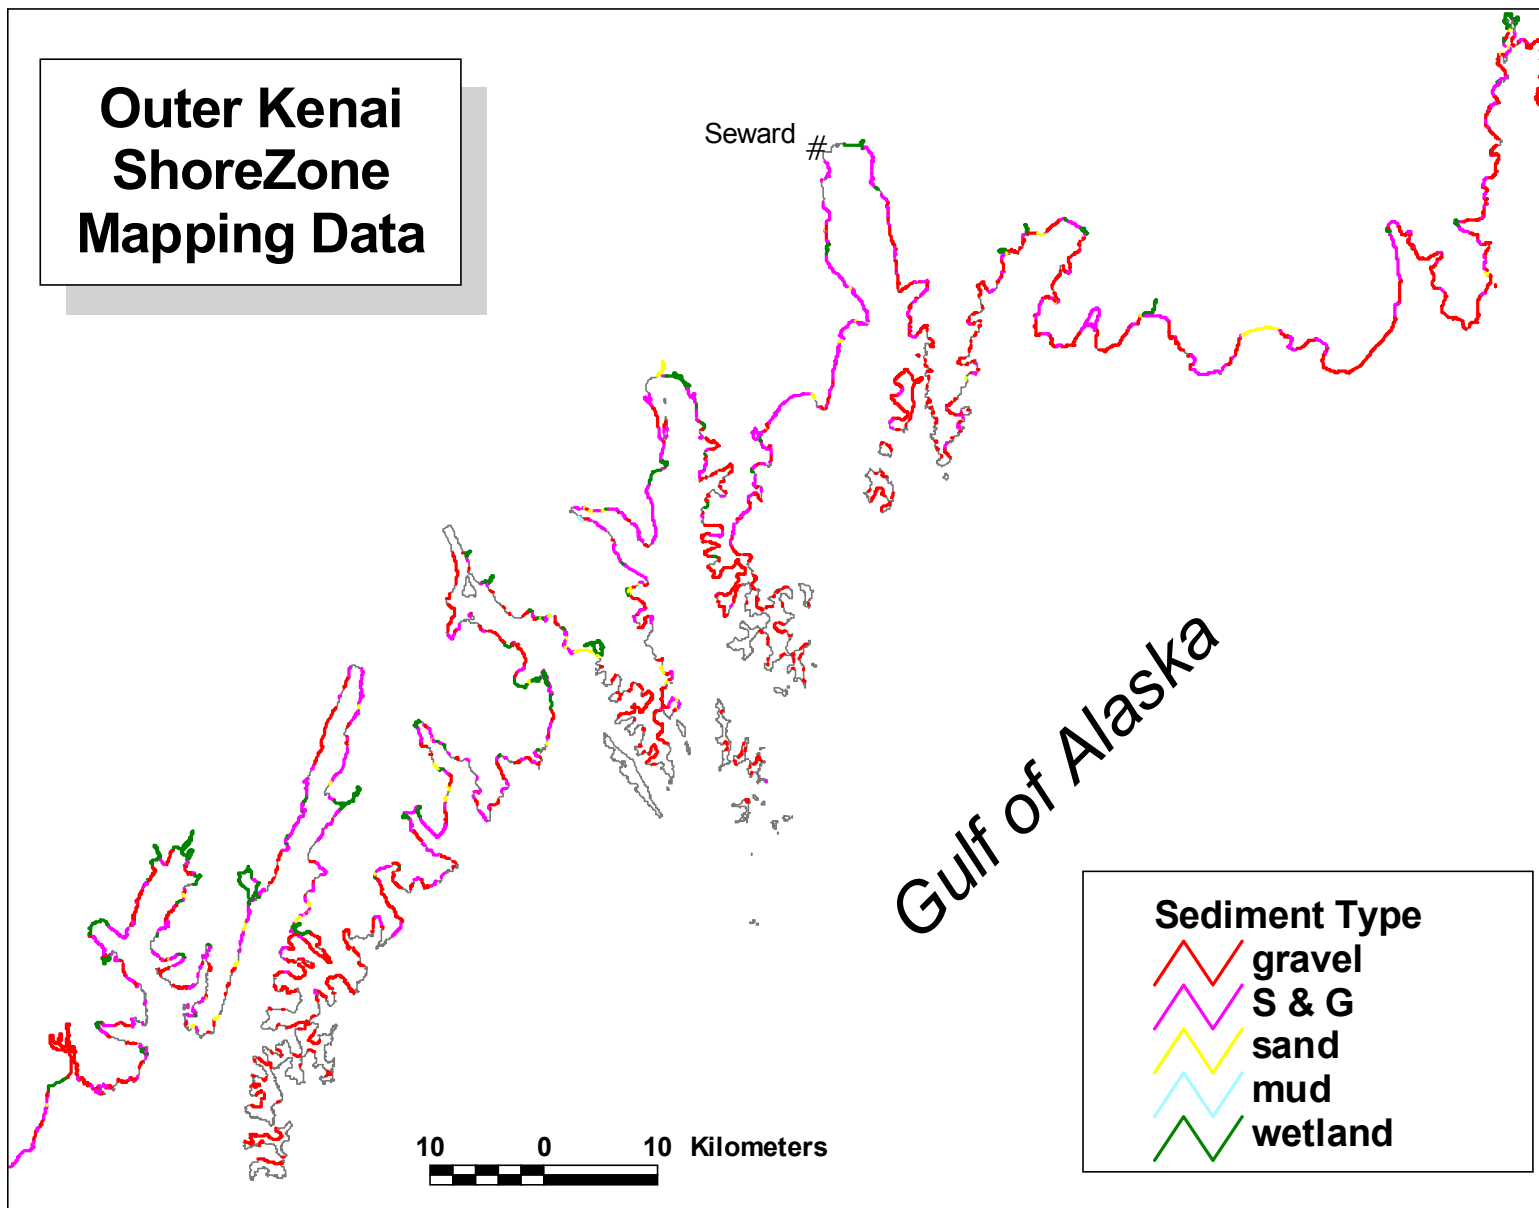 Outer Kenai
ShoreZone
Mapping Data
Seward
#
Gulf of Alaska
Sediment Type
gravel
S & G
sand
mud
wetland
10 0 10 Kilometers